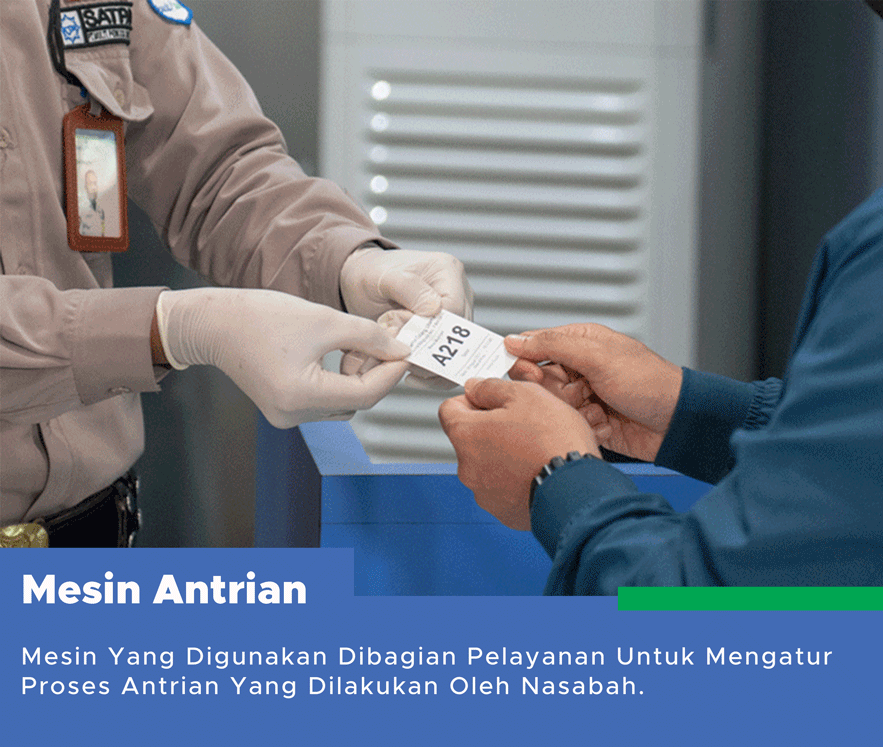 SATP
A218
Mesin Antrian
Mesin Yang Digunakan Dibagian Pelayanan Untuk Mengatur
Proses Antrian Yang Dilakukan Oleh Nasabah.